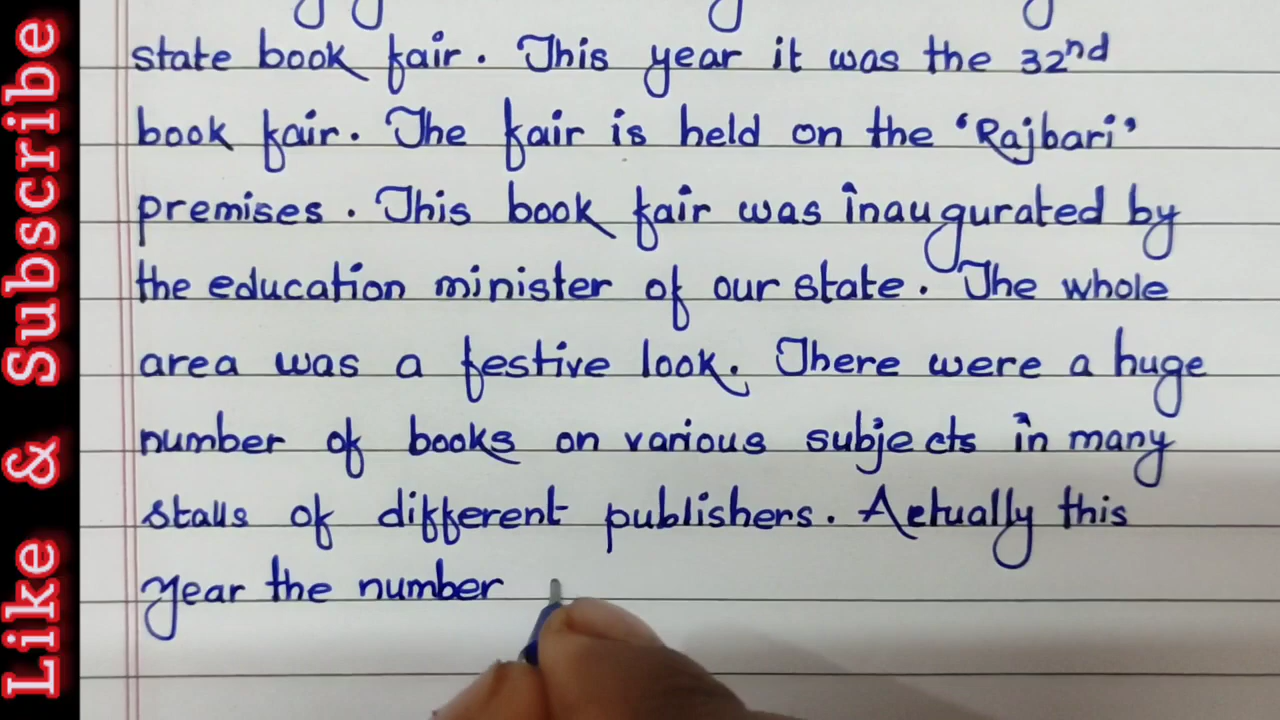 Like & Subscribe
state book fair. This year it was the 32nd
book fair. The fair is held on the 'Rajbari'
premises. This book fair was inaugurated by
the education minister of our state. The whole
area was a festive look. There were a huge
number of books on various subjects in many
stalls of different publishers. Actually this
year the number